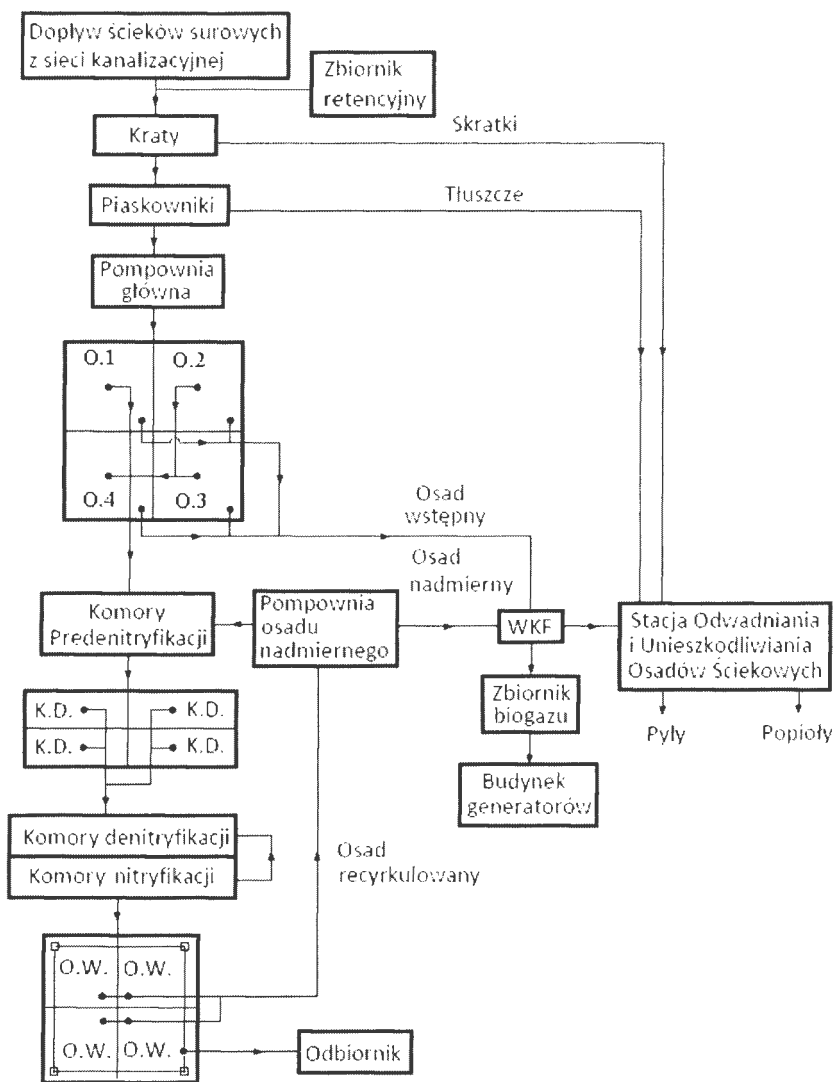 Dopływ ścieków surowych
z sieci kanalizacyjnej
Zbiornik
retencyjny
Kraty
Skratki
Piaskowniki
Tłuszcze
Pompownia
główna
O.1
O.2
O.4
O.3
Osad
wstępny
Osad
nadmierny
Komory
Predenitryfikacji
Pompownia
osadu
nadmiernego
WKF
Stacja Odwadniania
i Unieszkodliwiania
Osadów Ściekowych
K.D.
K.D.
K.D.
K.D.
Zbiornik
biogazu
Pyły
Popioły
Budynek
generatorów
Komory denitryfikacji
Komory nitryfikacji
Osad
recyrkulowany
O.W.
O.W.
O.W.
O.W.
Odbiornik